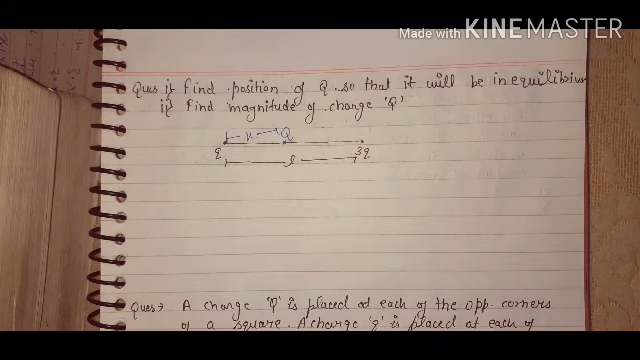 Made with KINEMASTER
Ques i) Find position of Q so that it will be in equilibrium
ii) Find magnitude of charge 'Q'
x Q
q 3q
l
Ques → A charge 'Q' is placed at each of the opp. corners
of a square. A charge 'q' is placed at each of